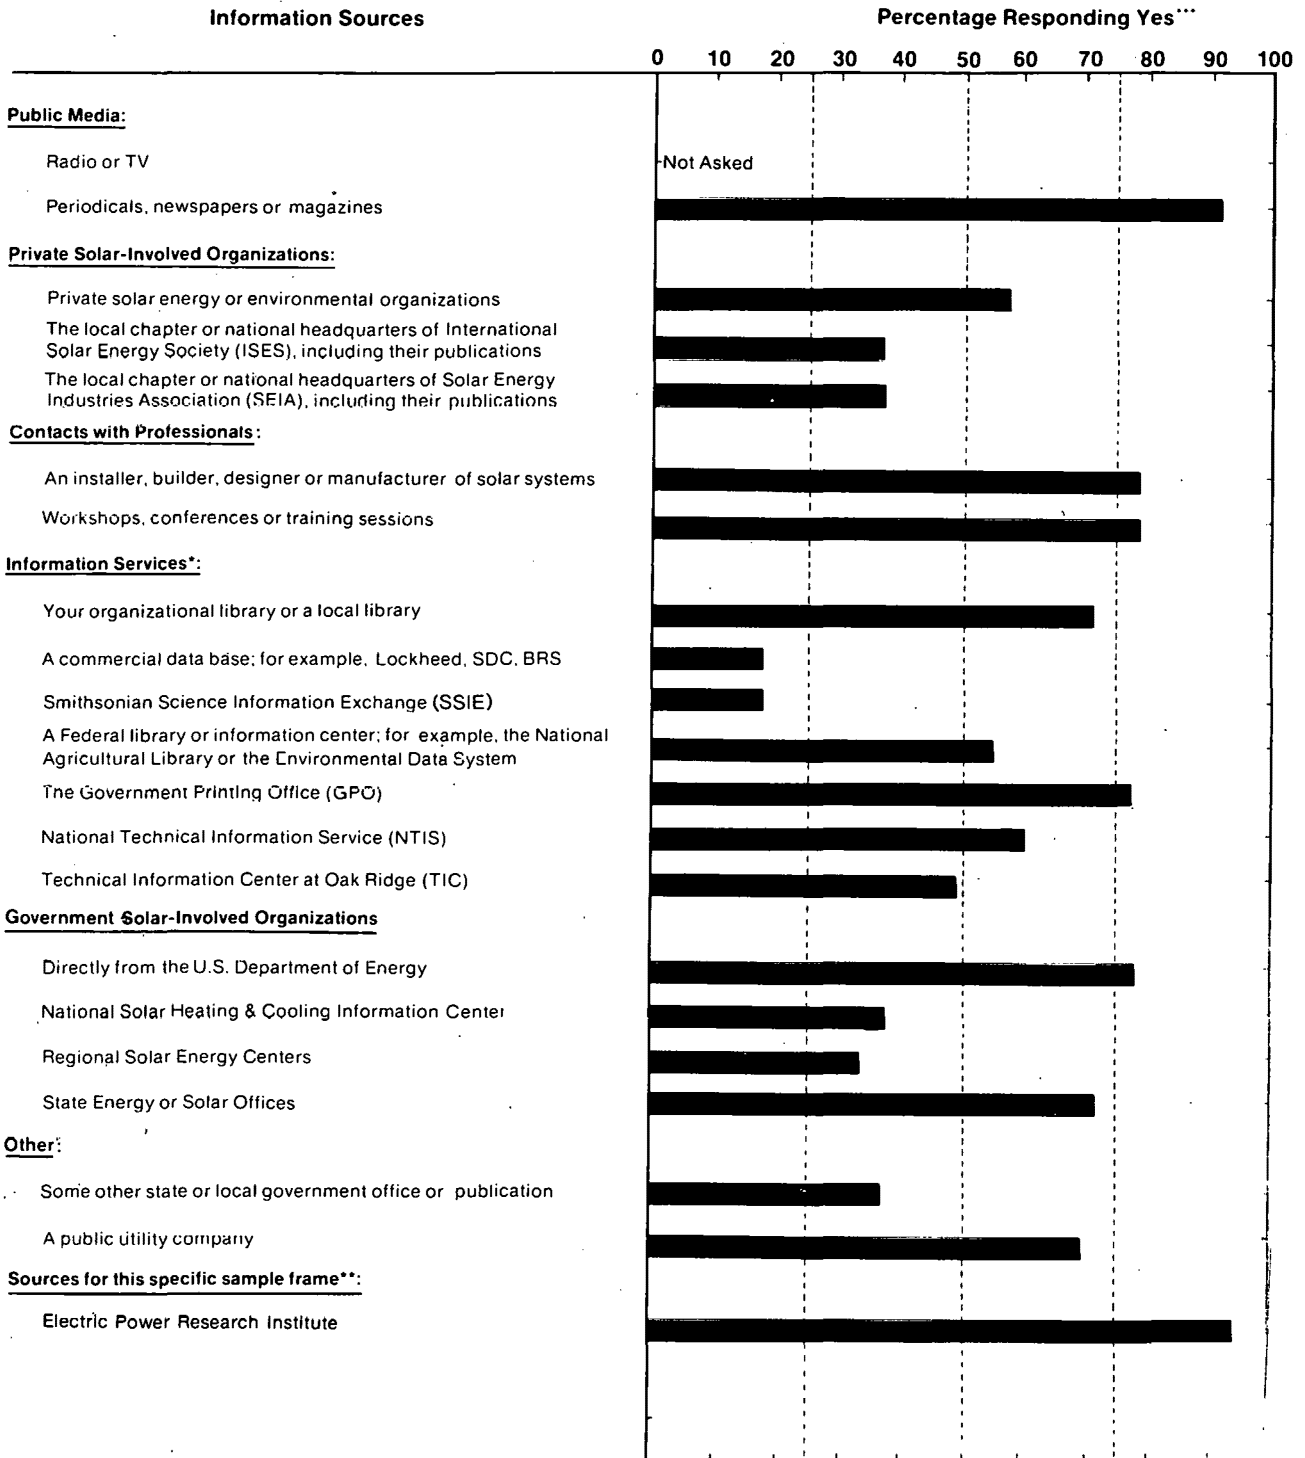 Information Sources
Percentage Responding Yes***
0 10 20 30 40 50 60 70 80 90 100
Public Media:
Radio or TV
Not Asked
Periodicals, newspapers or magazines
Private Solar-Involved Organizations:
Private solar energy or environmental organizations
The local chapter or national headquarters of International
Solar Energy Society (ISES), including their publications
The local chapter or national headquarters of Solar Energy
Industries Association (SEIA), including their publications
Contacts with Professionals:
An installer, builder, designer or manufacturer of solar systems
Workshops, conferences or training sessions
Information Services*:
Your organizational library or a local library
A commercial data base; for example, Lockheed, SDC, BRS
Smithsonian Science Information Exchange (SSIE)
A Federal library or information center; for example, the National
Agricultural Library or the Environmental Data System
The Government Printing Office (GPO)
National Technical Information Service (NTIS)
Technical Information Center at Oak Ridge (TIC)
Government Solar-Involved Organizations
Directly from the U.S. Department of Energy
National Solar Heating & Cooling Information Center
Regional Solar Energy Centers
State Energy or Solar Offices
Other:
Some other state or local government office or publication
A public utility company
Sources for this specific sample frame**:
Electric Power Research Institute